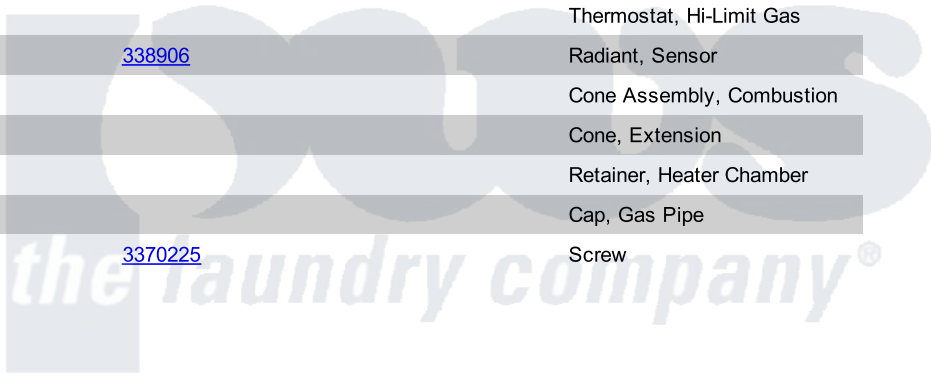 Thermostat, Hi-Limit Gas
338906 Radiant, Sensor
Cone Assembly, Combustion
Cone, Extension
Retainer, Heater Chamber
Cap, Gas Pipe
3370225 Screw
the laundry company®